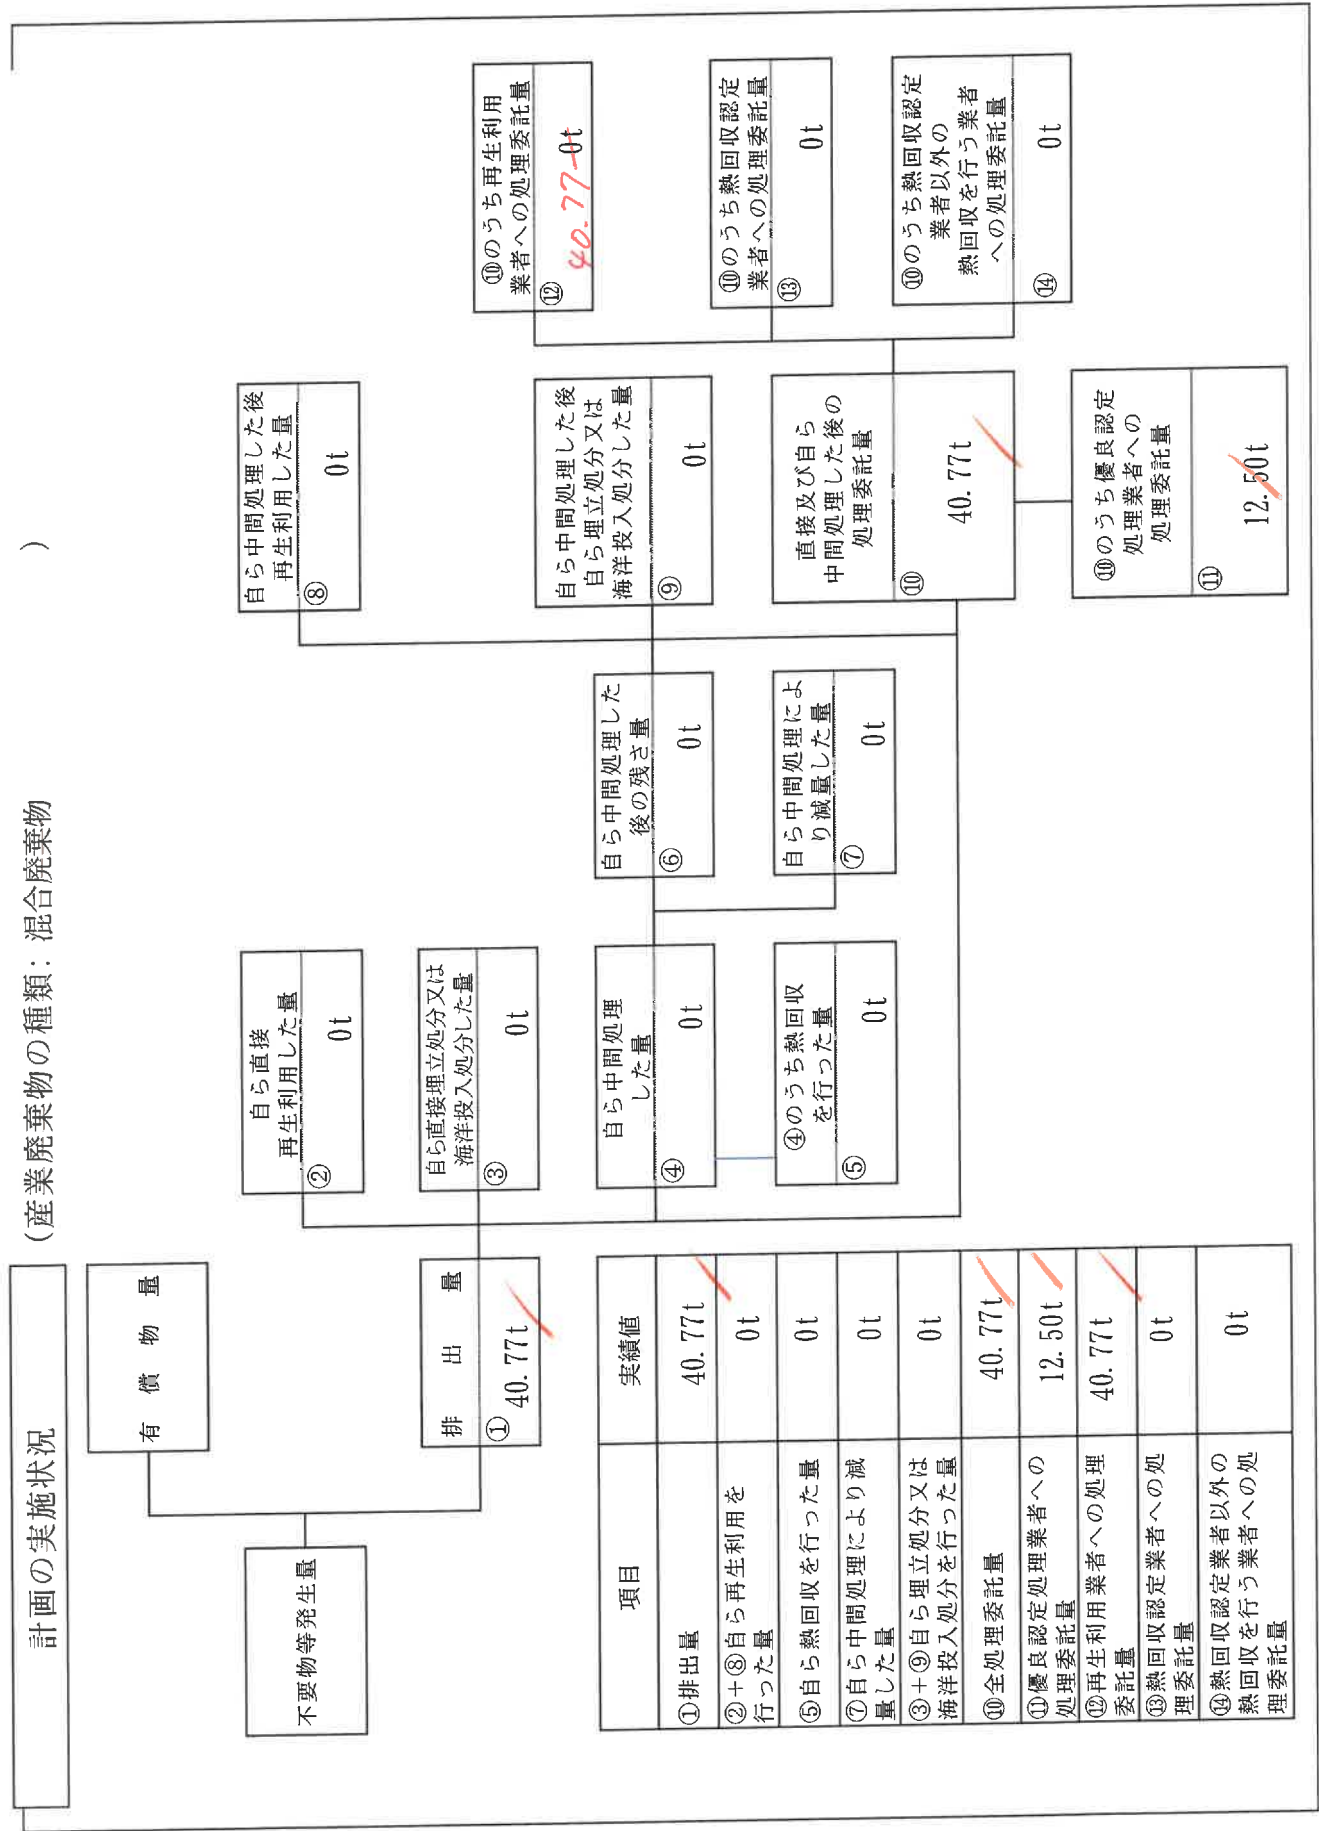 計画の実施状況
(産業廃棄物の種類：混合廃棄物 )
不要物等発生量
有償物量
排出量
① 40.77t
自ら直接
再生利用した量
② 0t
自ら直接埋立処分又は
海洋投入処分した量
③ 0t
自ら中間処理
した量
④ 0t
④のうち熱回収
を行った量
⑤ 0t
自ら中間処理した
後の残さ量
⑥ 0t
自ら中間処理によ
り減量した量
⑦ 0t
自ら中間処理した後
再生利用した量
⑧ 0t
自ら中間処理した後
自ら埋立処分又は
海洋投入処分した量
⑨ 0t
直接及び自ら
中間処理した後の
処理委託量
⑩ 40.77t
⑩のうち優良認定
処理業者への
処理委託量
⑪ 12.50t
⑩のうち再生利用
業者への処理委託量
⑫ 40.77 0t
⑩のうち熱回収認定
業者への処理委託量
⑬ 0t
⑩のうち熱回収認定
業者以外の
熱回収を行う業者
への処理委託量
⑭ 0t
項目 実績値
①排出量 40.77t
②+⑧自ら再生利用を
行った量 0t
⑤自ら熱回収を行った量 0t
⑦自ら中間処理により減
量した量 0t
③+⑨自ら埋立処分又は
海洋投入処分を行った量 0t
⑩全処理委託量 40.77t
⑪優良認定処理業者への
処理委託量 12.50t
⑫再生利用業者への処理
委託量 40.77t
⑬熱回収認定業者への処
理委託量 0t
⑭熱回収認定業者以外の
熱回収を行う業者への処
理委託量 0t